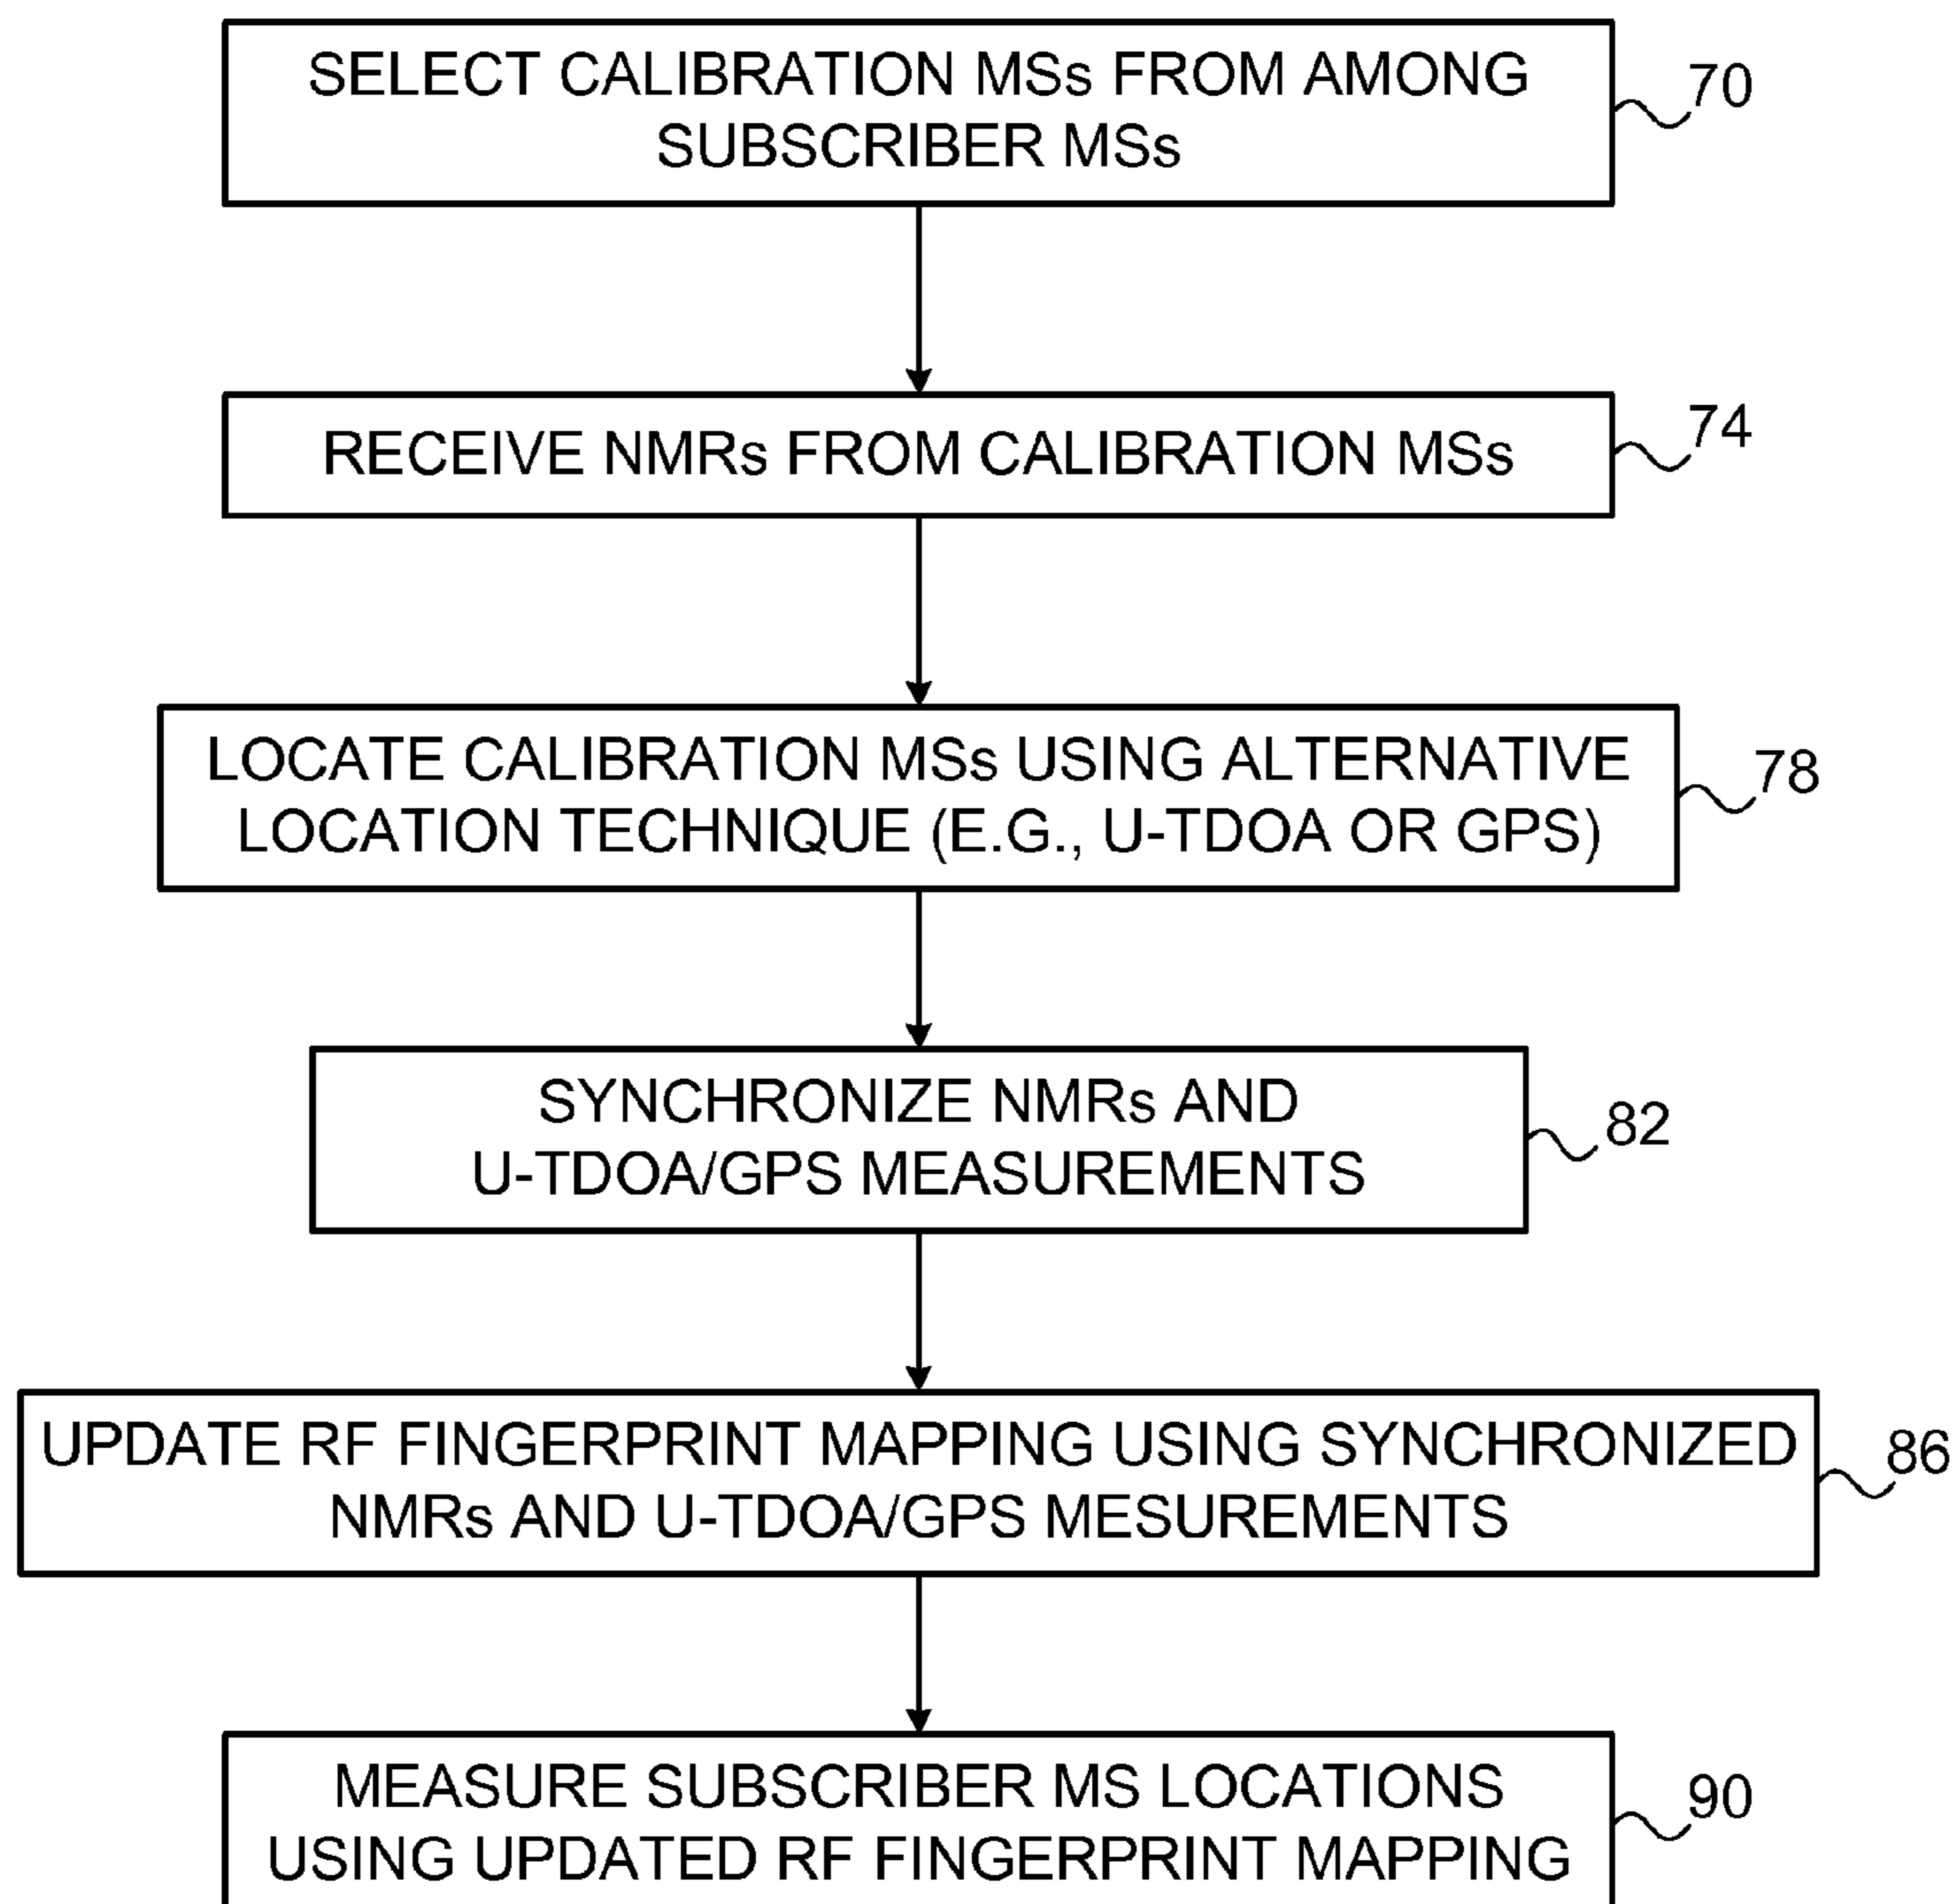 SELECT CALIBRATION MSs FROM AMONG
SUBSCRIBER MSs
70
RECEIVE NMRs FROM CALIBRATION MSs
74
LOCATE CALIBRATION MSs USING ALTERNATIVE
LOCATION TECHNIQUE (E.G., U-TDOA OR GPS)
78
SYNCHRONIZE NMRs AND
U-TDOA/GPS MEASUREMENTS
82
UPDATE RF FINGERPRINT MAPPING USING SYNCHRONIZED
NMRs AND U-TDOA/GPS MESUREMENTS
86
MEASURE SUBSCRIBER MS LOCATIONS
USING UPDATED RF FINGERPRINT MAPPING
90